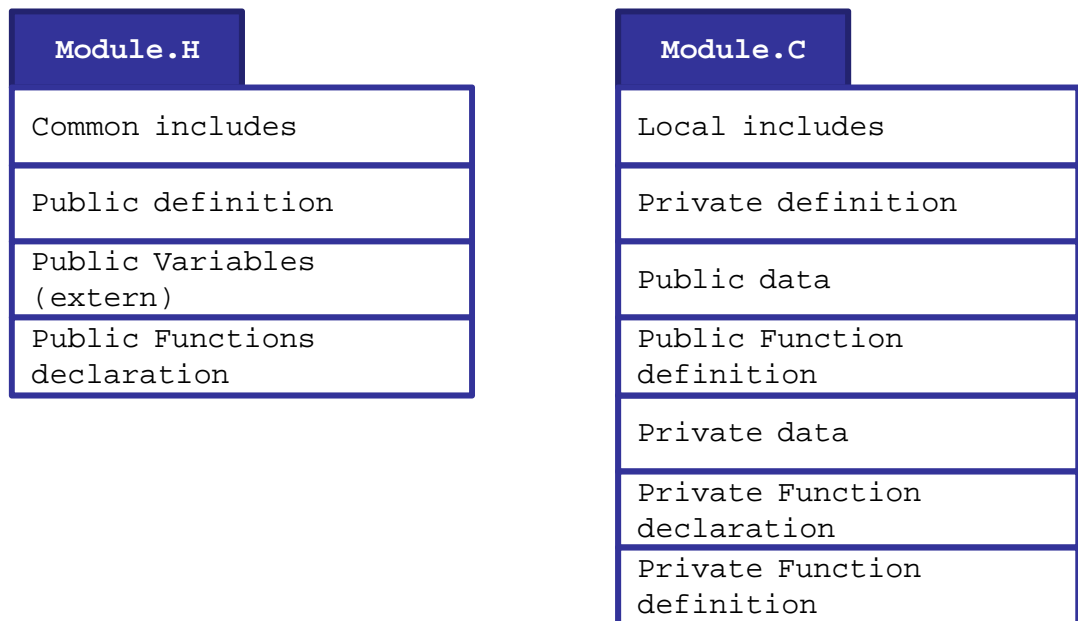 Module.H
Common includes
Public definition
Public Variables
(extern)
Public Functions
declaration
Module.C
Local includes
Private definition
Public data
Public Function
definition
Private data
Private Function
declaration
Private Function
definition